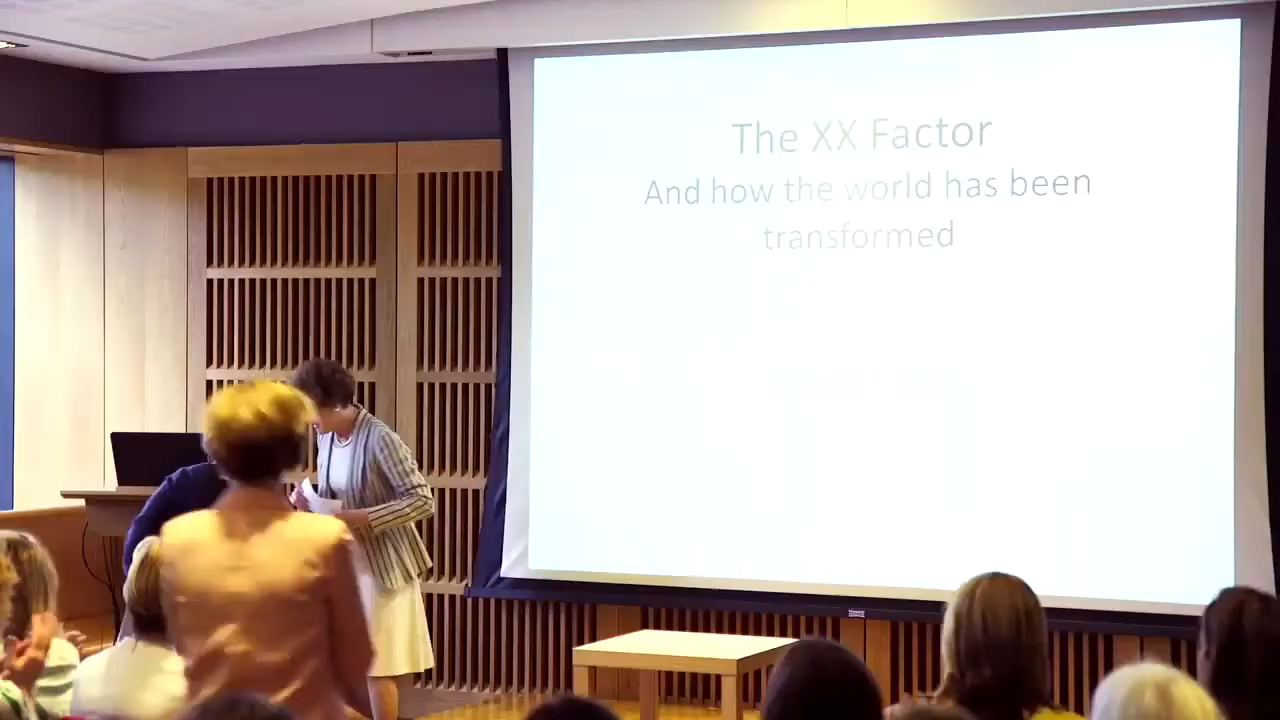 The XX Factor
And how the world has been
transformed